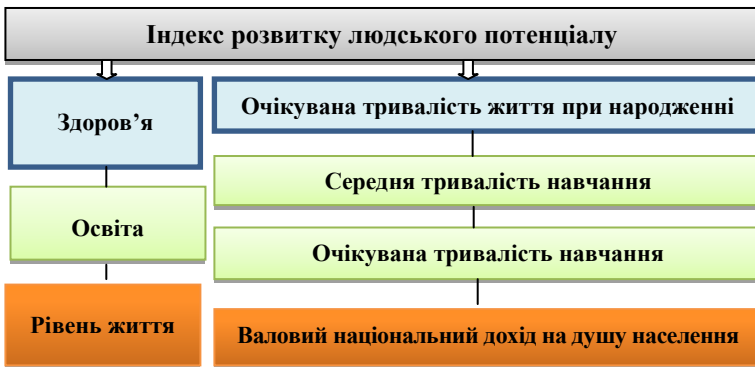 Індекс розвитку людського потенціалу
Здоров’я
Очікувана тривалість життя при народженні
Освіта
Середня тривалість навчання
Очікувана тривалість навчання
Рівень життя
Валовий національний дохід на душу населення